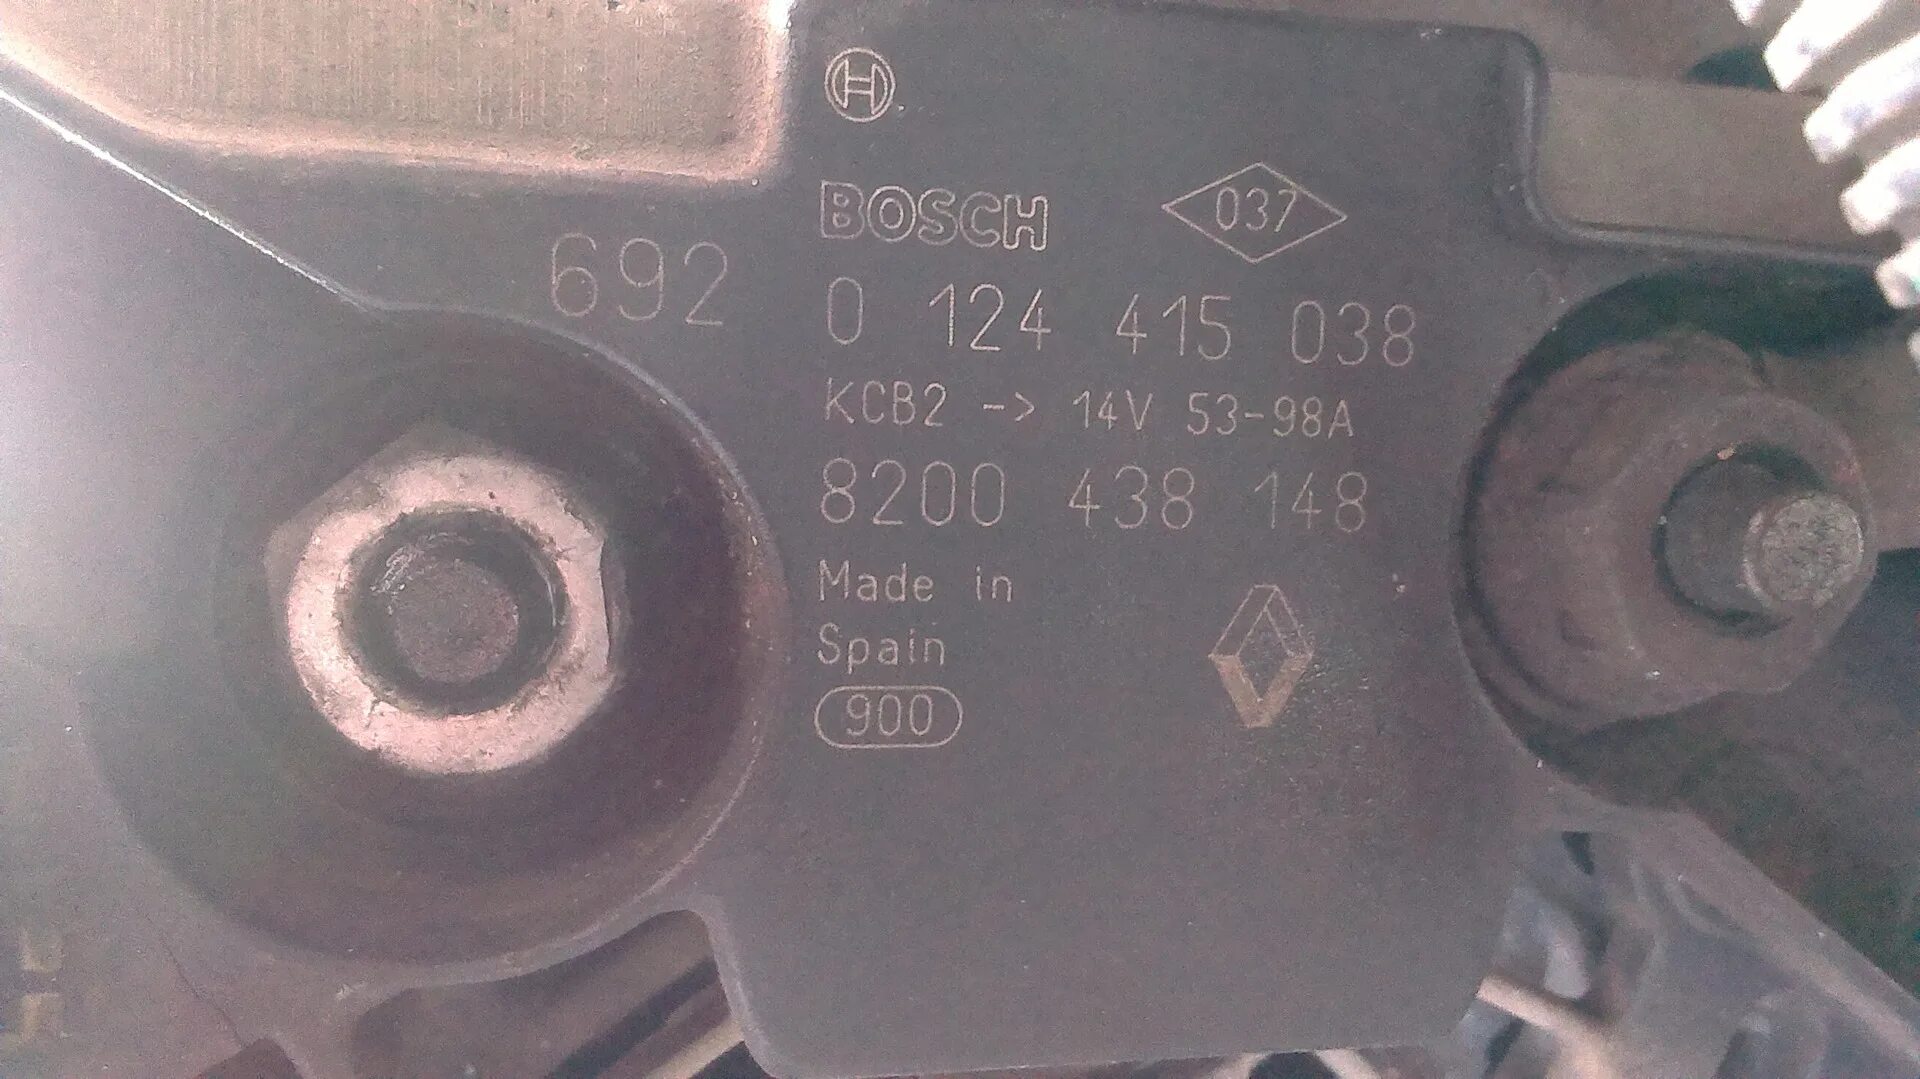 BOSCH
037
692
0 124 415 038
KCB2 -> 14V 53-98A
8200 438 148
Made in
Spain
900